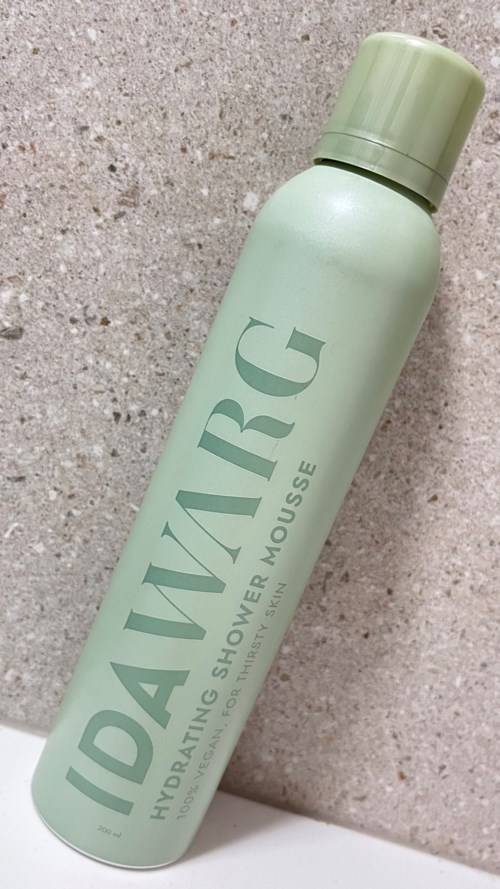 IDA WARG
HYDRATING SHOWER MOUSSE
100% VEGAN. FOR THIRSTY SKIN
200 ml